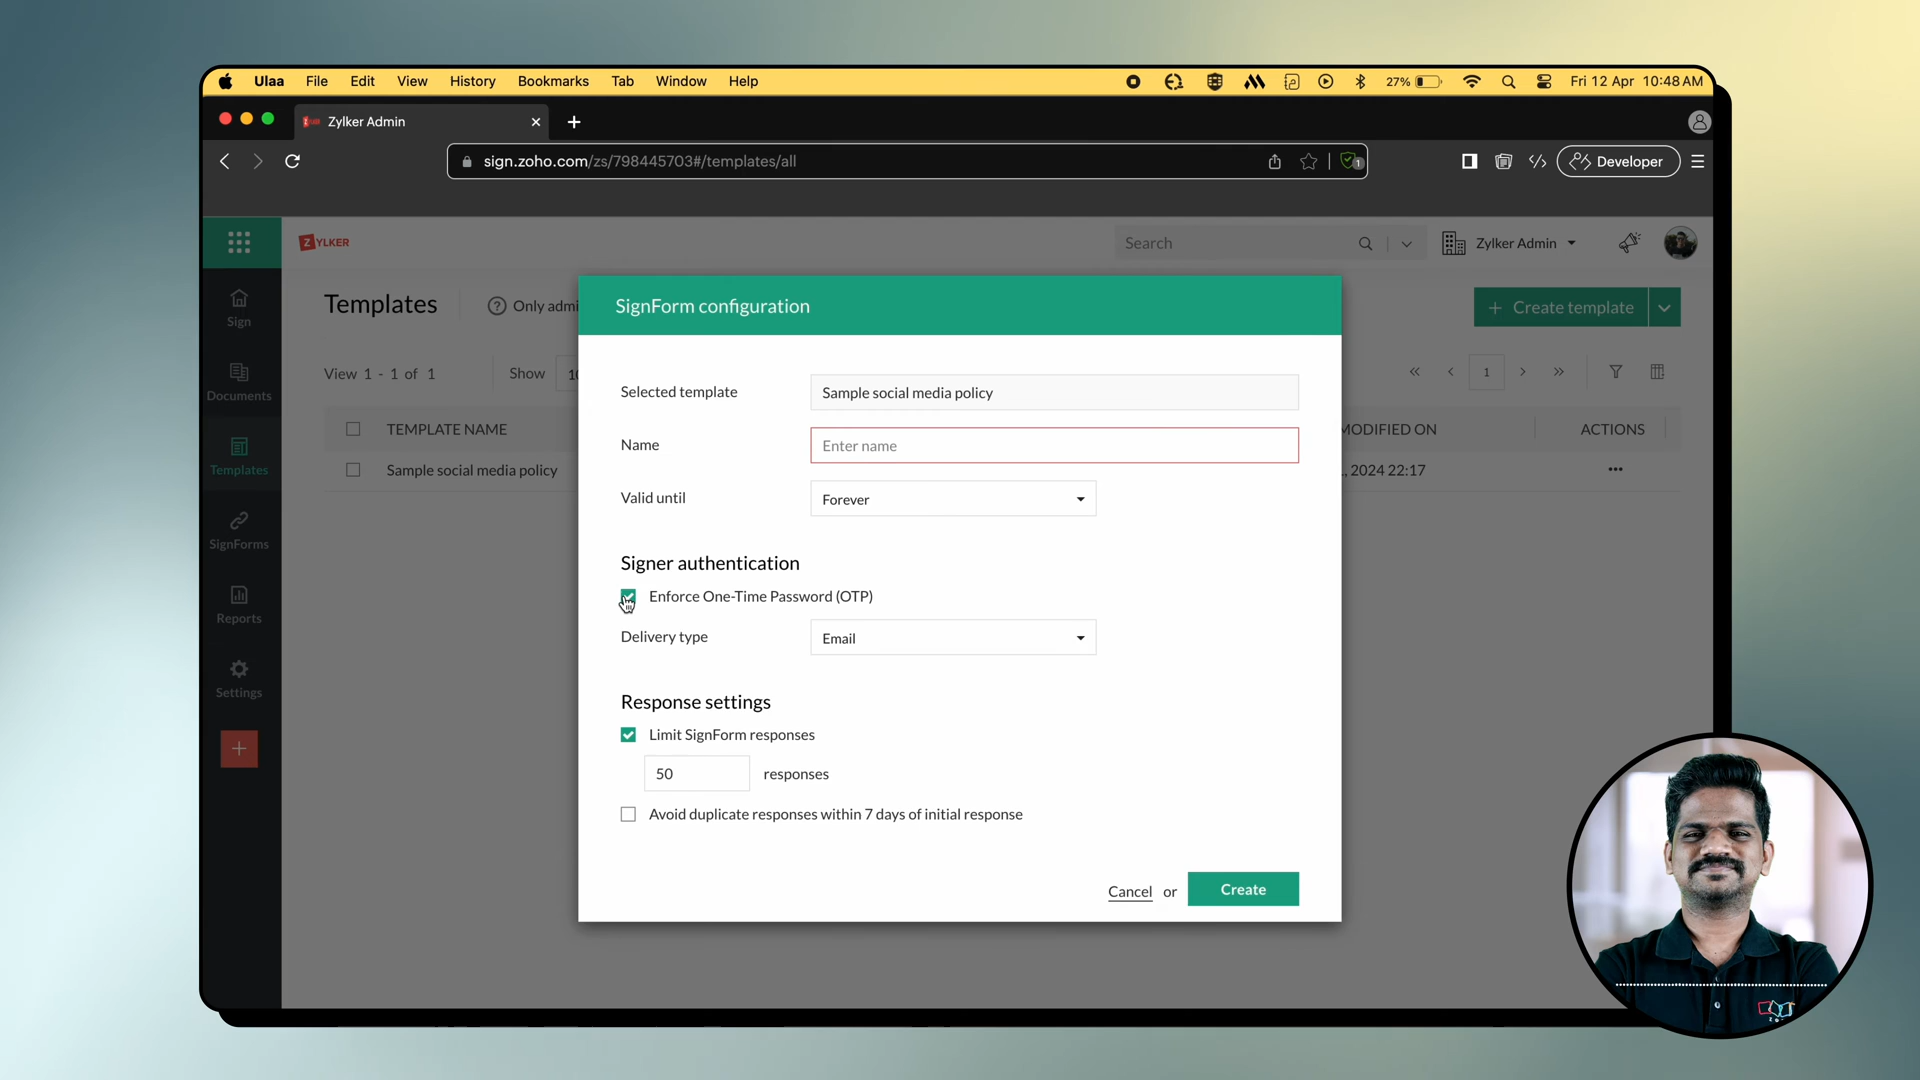 Ulaa File Edit View History Bookmarks Tab Window Help 27% Fri 12 Apr 10:48 AM
Zylker Admin
sign.zoho.com/zs/798445703#/templates/all 1 Developer
ZYLKER Search Zylker Admin
Sign
Documents
Templates
SignForms
Reports
Settings
Templates ? Only admi + Create template
View 1 - 1 of 1 Show 10 1
TEMPLATE NAME MODIFIED ON ACTIONS
Sample social media policy , 2024 22:17
SignForm configuration
Selected template Sample social media policy
Name Enter name
Valid until Forever
Signer authentication
Enforce One-Time Password (OTP)
Delivery type Email
Response settings
Limit SignForm responses
50 responses
Avoid duplicate responses within 7 days of initial response
Cancel or Create